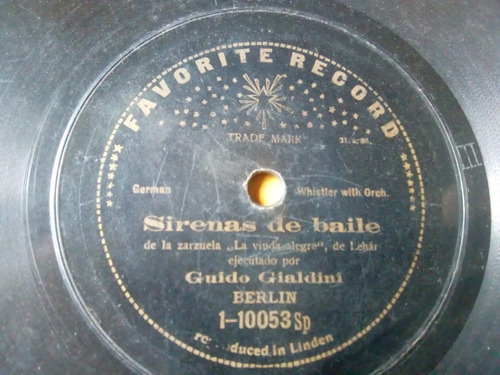 FAVORITE RECORD
TRADE MARK
German
Whistler with Orch.
Sirenas de baile
de la zarzuela „La viuda alegre“, de Lehár
ejecutado por
Guido Gialdini
BERLIN
1-10053 Sp
reproduced in Linden